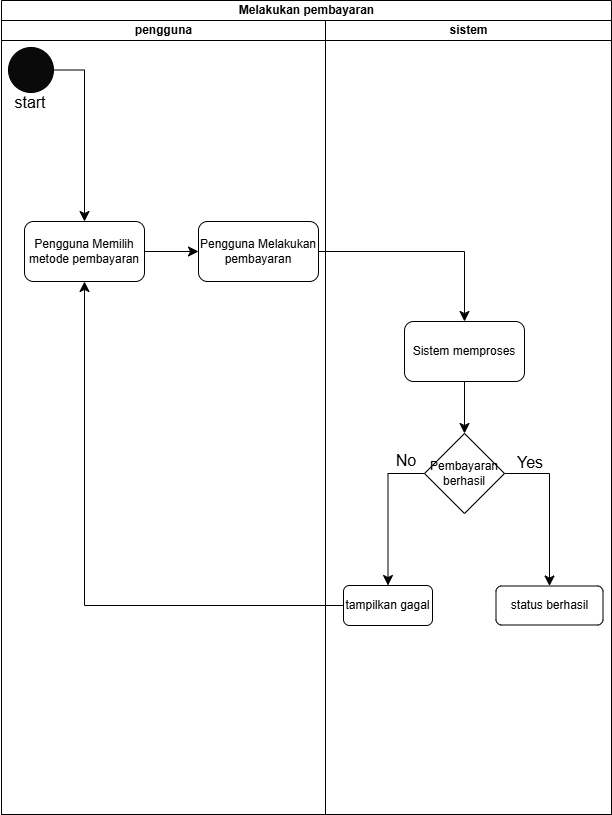 Melakukan pembayaran
pengguna
sistem
start
Pengguna Memilih
metode pembayaran
Pengguna Melakukan
pembayaran
Sistem memproses
No
Pembayaran
berhasil
Yes
tampilkan gagal
status berhasil